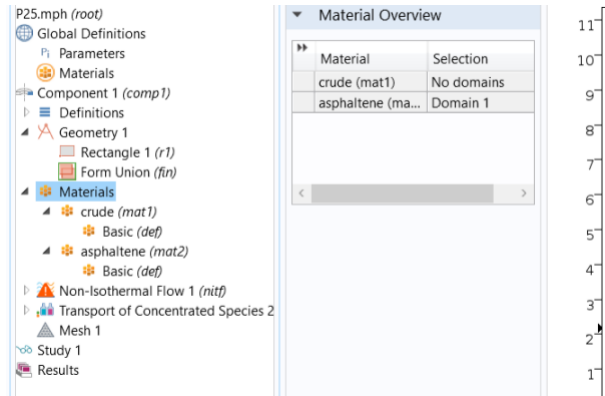 P25.mph (root)
Global Definitions
Pi Parameters
Materials
Component 1 (comp1)
Definitions
Geometry 1
Rectangle 1 (r1)
Form Union (fin)
Materials
crude (mat1)
Basic (def)
asphaltene (mat2)
Basic (def)
Non-Isothermal Flow 1 (nitf)
Transport of Concentrated Species 2
Mesh 1
Study 1
Results
Material Overview
Material Selection
crude (mat1) No domains
asphaltene (ma... Domain 1
11
10
9
8
7
6
5
4
3
2
1